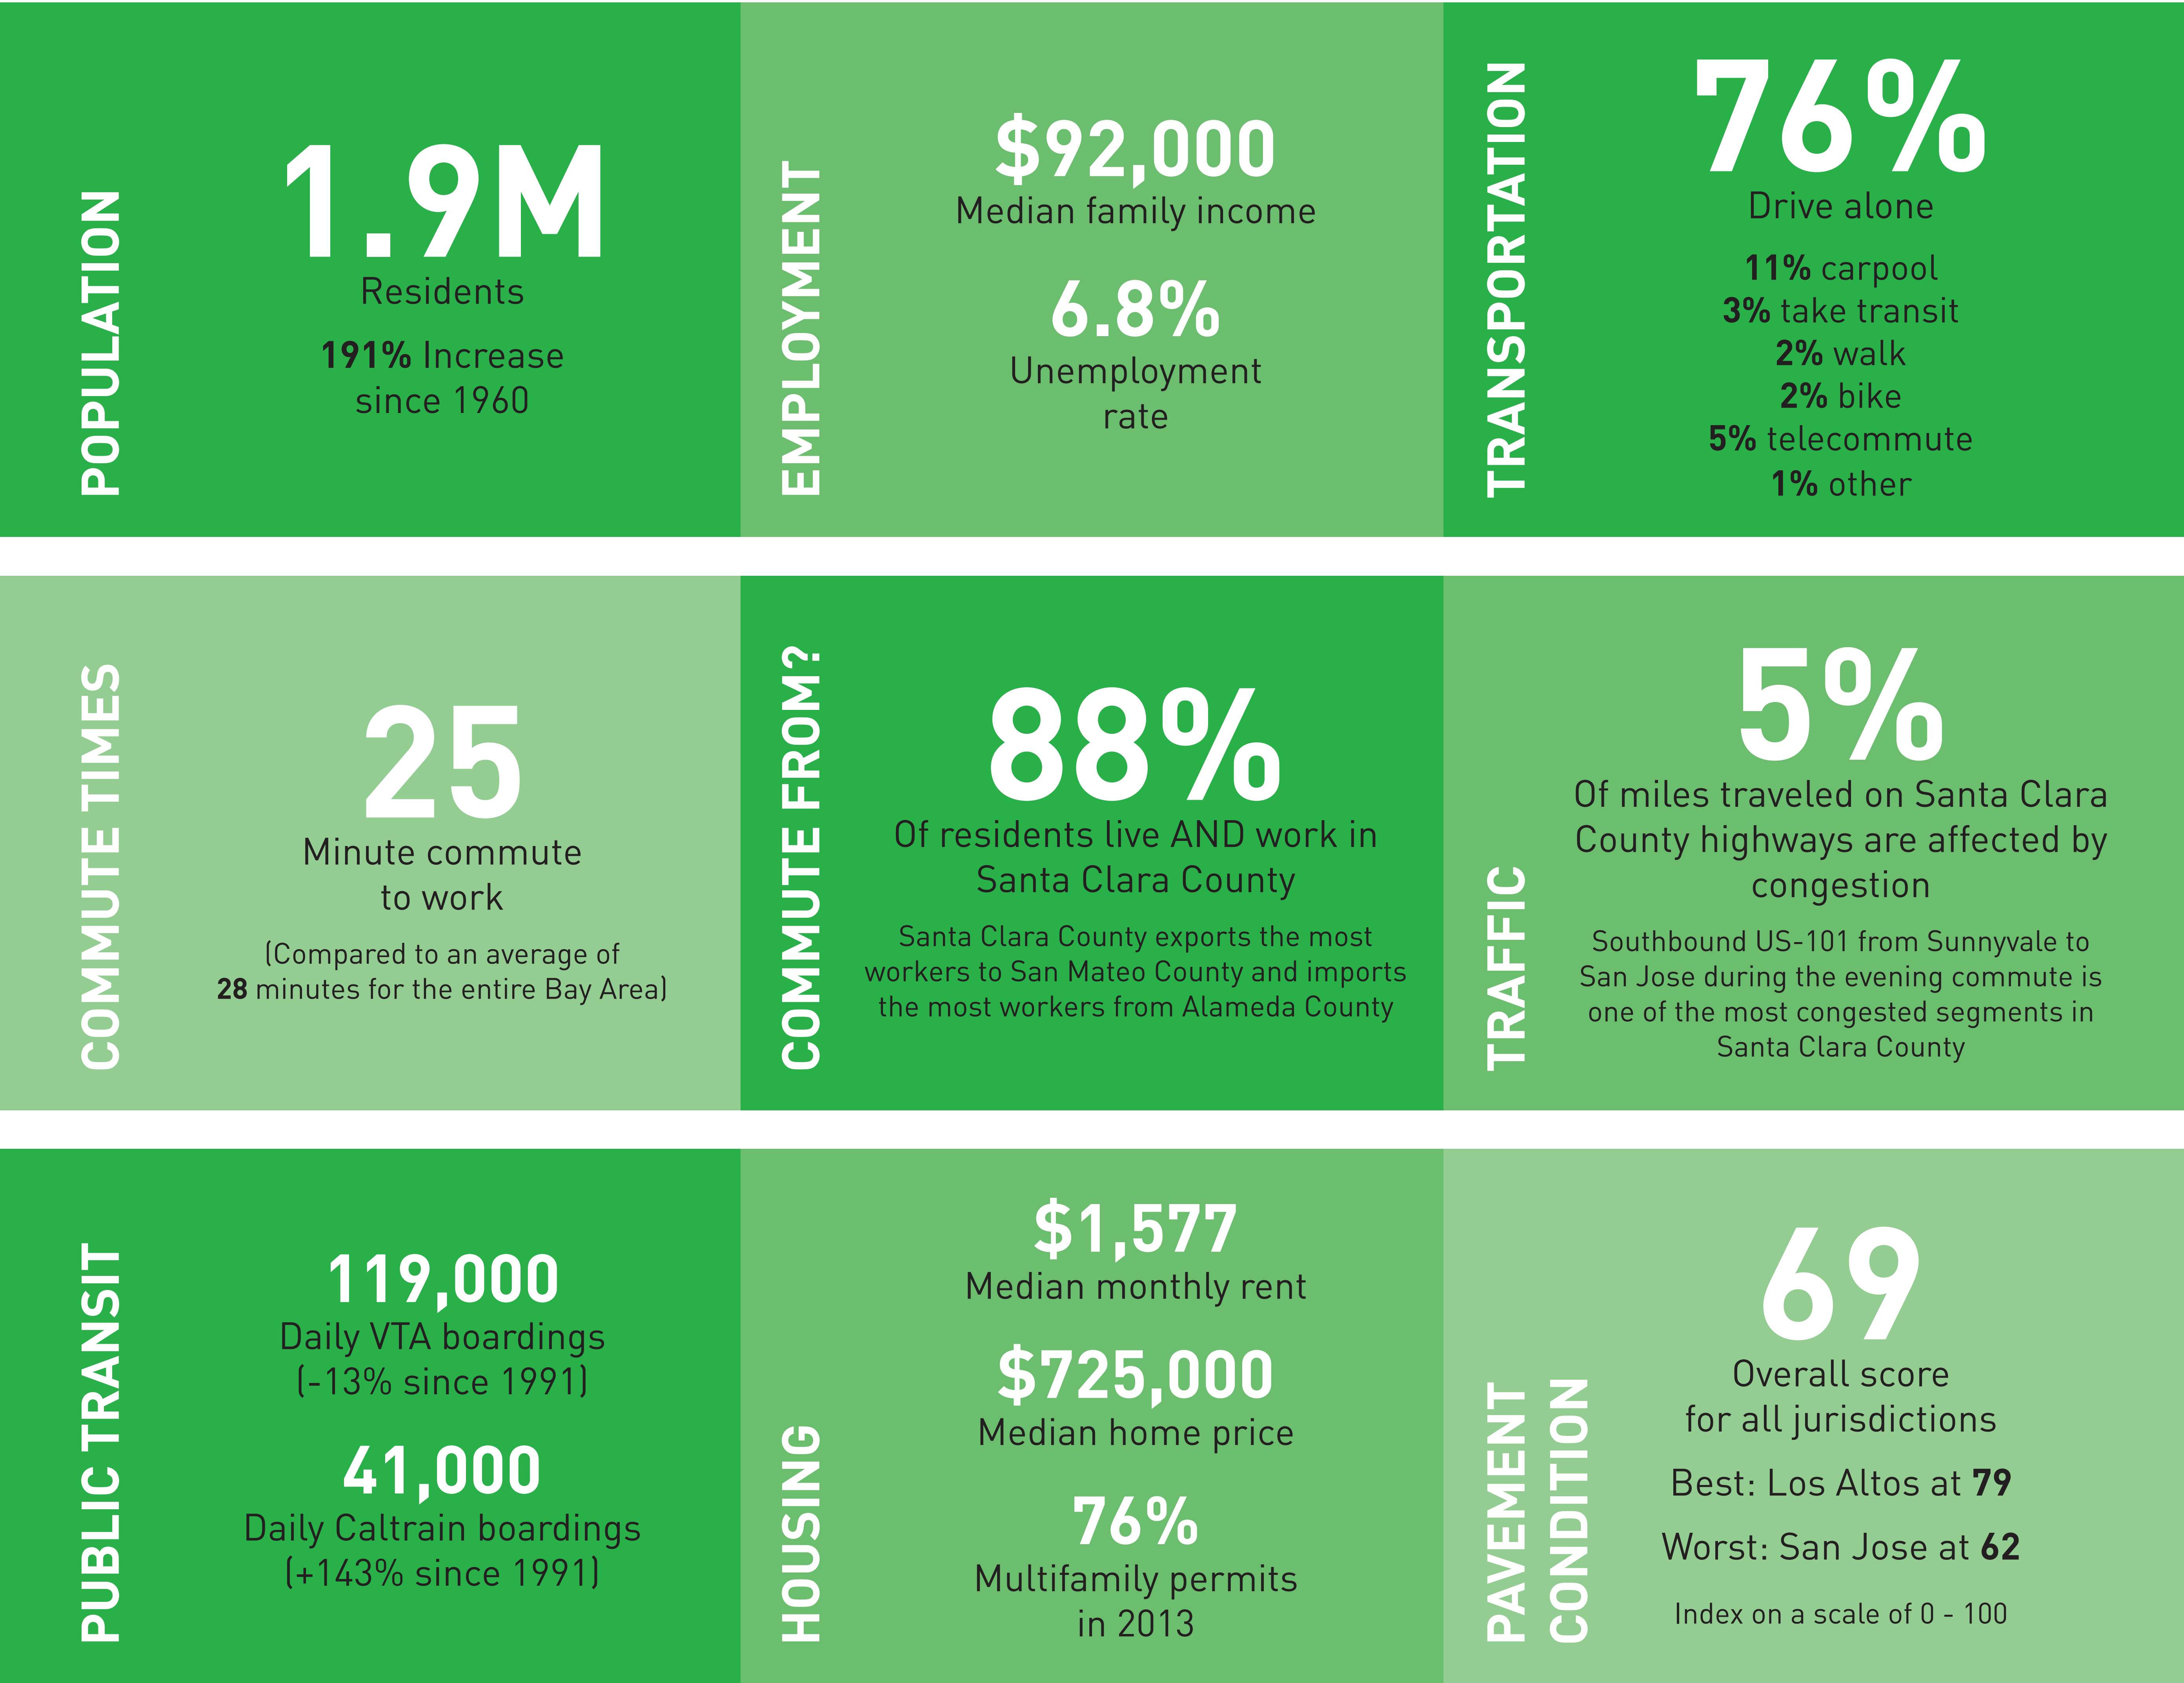 POPULATION
1.9M
Residents
191% Increase
since 1960
EMPLOYMENT
$92,000
Median family income
6.8%
Unemployment
rate
TRANSPORTATION
76%
Drive alone
11% carpool
3% take transit
2% walk
2% bike
5% telecommute
1% other
COMMUTE TIMES
25
Minute commute
to work
(Compared to an average of
28 minutes for the entire Bay Area)
COMMUTE FROM?
88%
Of residents live AND work in
Santa Clara County
Santa Clara County exports the most
workers to San Mateo County and imports
the most workers from Alameda County
TRAFFIC
5%
Of miles traveled on Santa Clara
County highways are affected by
congestion
Southbound US-101 from Sunnyvale to
San Jose during the evening commute is
one of the most congested segments in
Santa Clara County
PUBLIC TRANSIT
119,000
Daily VTA boardings
(-13% since 1991)
41,000
Daily Caltrain boardings
(+143% since 1991)
HOUSING
$1,577
Median monthly rent
$725,000
Median home price
76%
Multifamily permits
in 2013
PAVEMENT
CONDITION
69
Overall score
for all jurisdictions
Best: Los Altos at 79
Worst: San Jose at 62
Index on a scale of 0 - 100